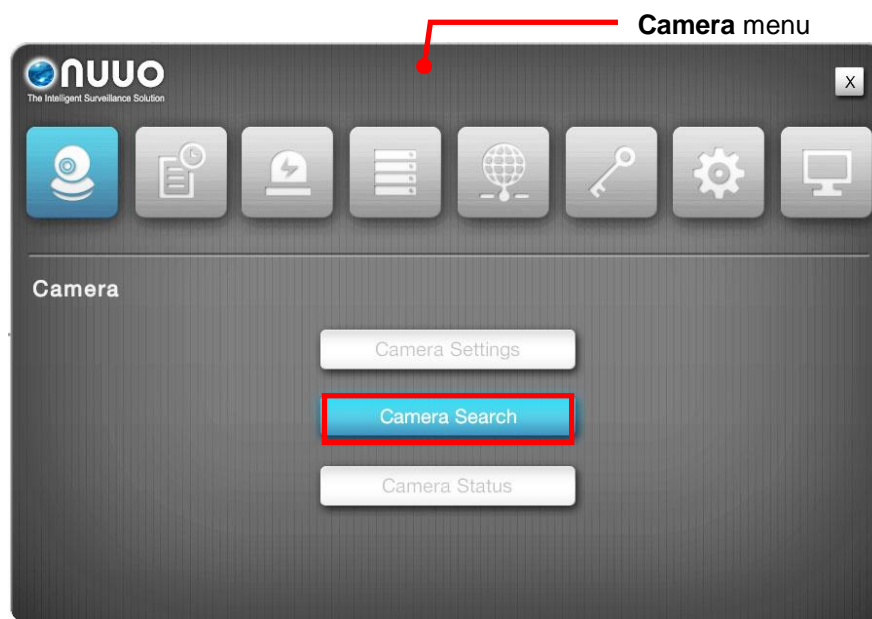 Camera menu
nuuo
The Intelligent Surveillance Solution
X
Camera
Camera Settings
Camera Search
Camera Status